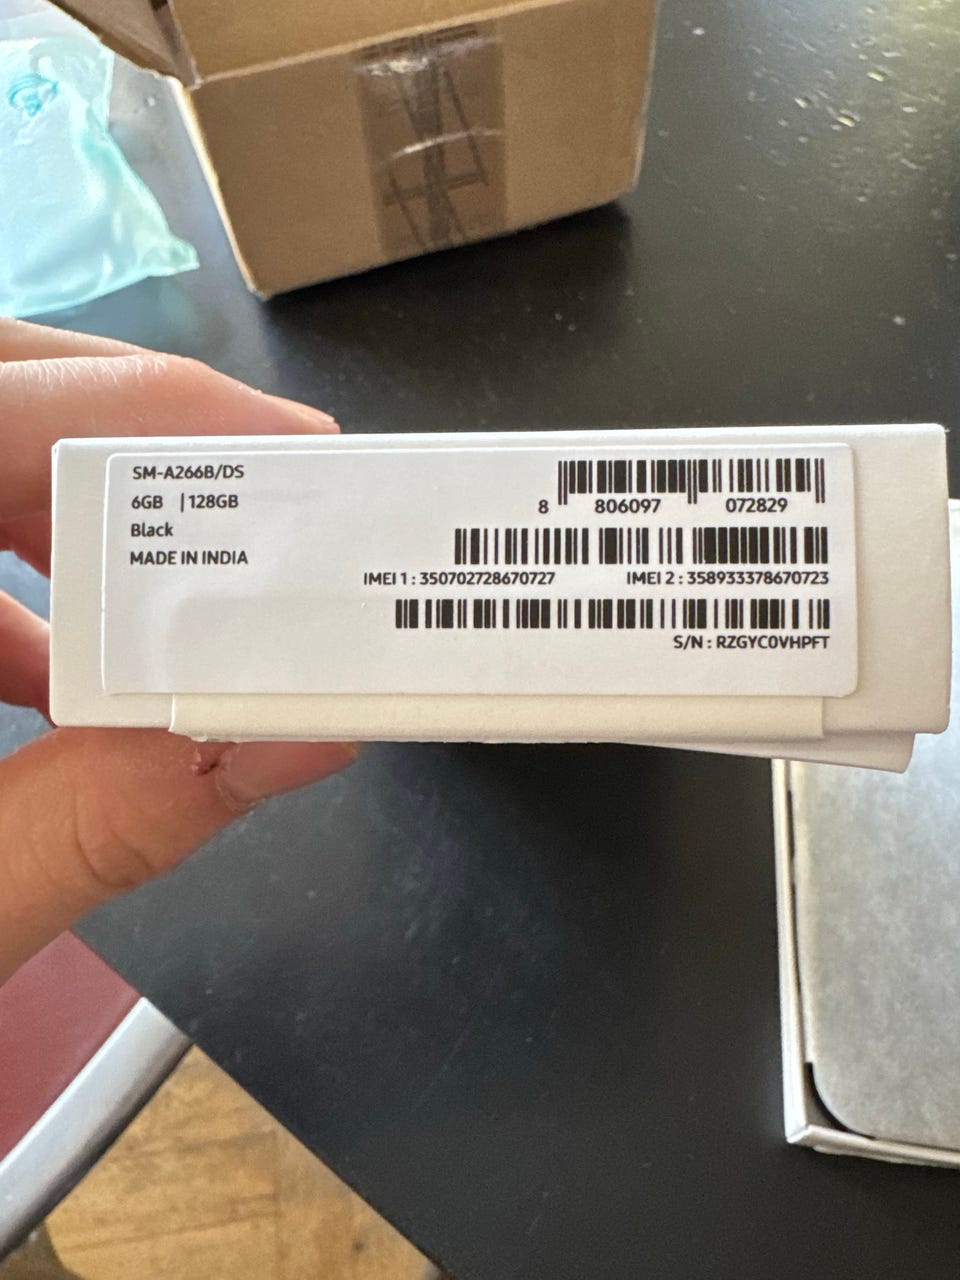 SM-A266B/DS
6GB | 128GB
Black
MADE IN INDIA
8 806097 072829
IMEI 1 : 350702728670727 IMEI 2 : 358933378670723
S/N : RZGYC0VHPFT